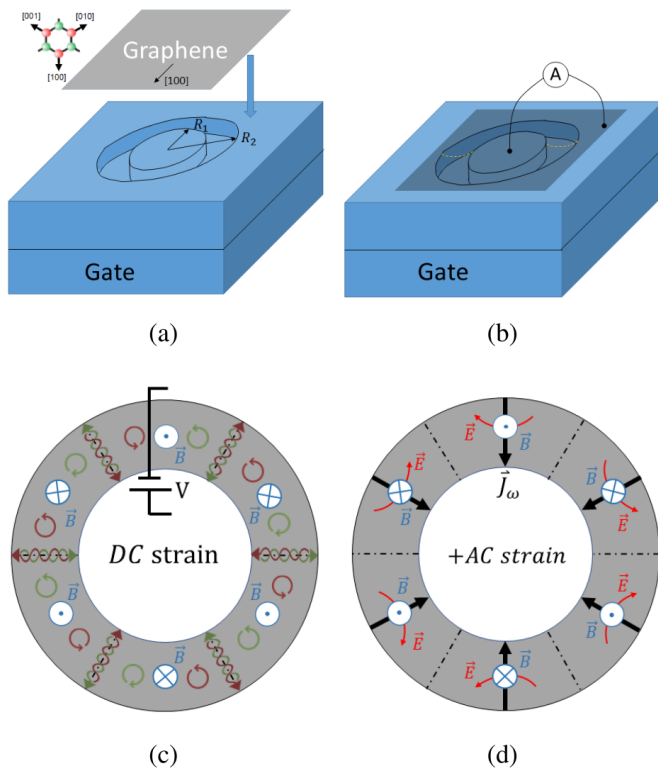 [001]
[010]
[100]
Graphene
[100]
R₁
R₂
Gate
(a)
A
Gate
(b)
B⃗
V
B⃗
B⃗
DC strain
B⃗
B⃗
B⃗
(c)
E⃗
B⃗
E⃗
B⃗
J⃗ω
B⃗
E⃗
+AC strain
B⃗
E⃗
E⃗
B⃗
E⃗
B⃗
E⃗
(d)